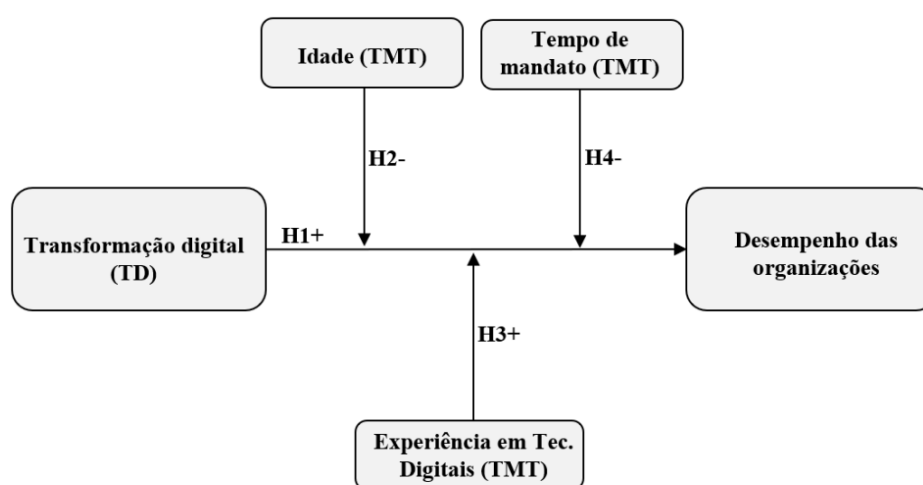 Idade (TMT)
Tempo de
mandato (TMT)
H2-
H4-
Transformação digital
(TD)
H1+
Desempenho das
organizações
H3+
Experiência em Tec.
Digitais (TMT)